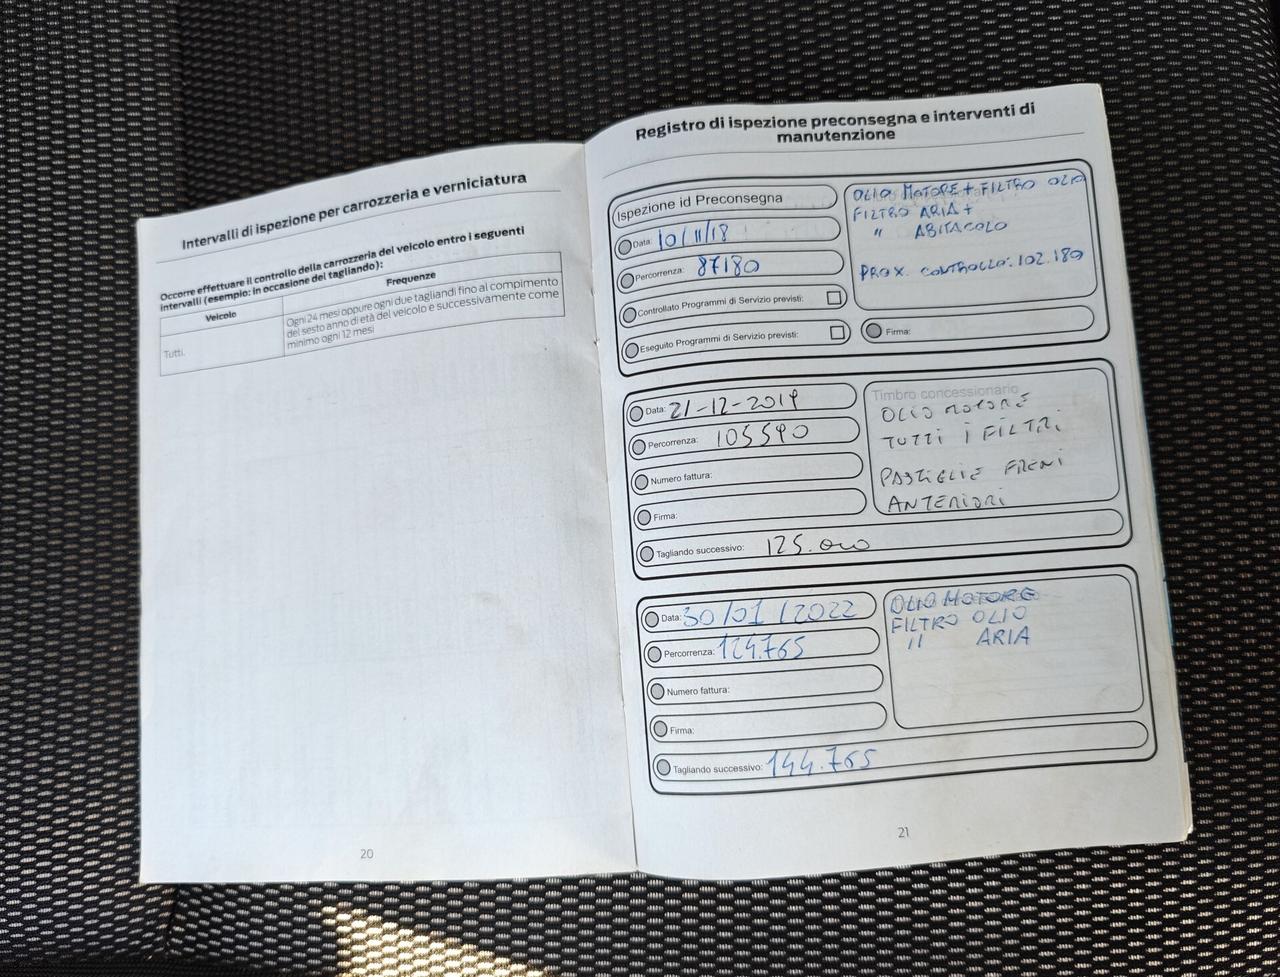 Intervalli di ispezione per carrozzeria e verniciatura
Occorre effettuare il controllo della carrozzeria del veicolo entro i seguenti
intervalli (esempio: in occasione del tagliando):
Veicolo
Frequenze
Tutti.
Ogni 24 mesi oppure ogni due tagliandi fino al compimento
del sesto anno di età del veicolo e successivamente come
minimo ogni 12 mesi
20
Registro di ispezione preconsegna e interventi di
manutenzione
Ispezione id Preconsegna
Data: 10/11/18
Percorrenza: 87180
Controllato Programmi di Servizio previsti:
Eseguito Programmi di Servizio previsti:
OLIO MOTORE + FILTRO OLIO
FILTRO ARIA +
" ABITACOLO
PROX. CONTROLLO: 102.180
Firma:
Data: 21-12-2019
Percorrenza: 105590
Numero fattura:
Firma:
Tagliando successivo: 125.000
Timbro concessionario
OLIO MOTORE
TUTTI I FILTRI
PASTIGLIE FRENI
ANTERIORI
Data: 30/01/2022
Percorrenza: 124.765
Numero fattura:
Firma:
Tagliando successivo: 144.765
OLIO MOTORE
FILTRO OLIO
" ARIA
21